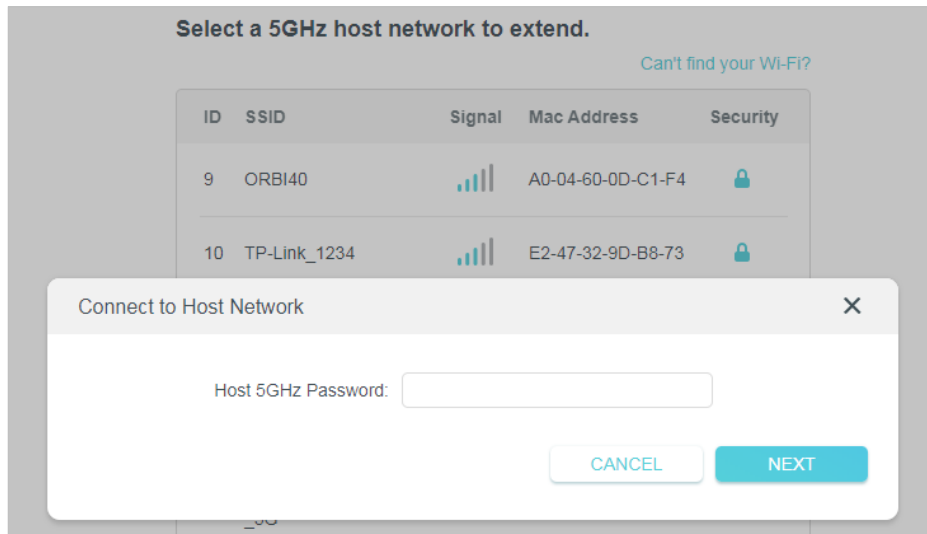 Select a 5GHz host network to extend.
Can't find your Wi-Fi?
ID SSID Signal Mac Address Security
9 ORBI40 A0-04-60-0D-C1-F4
10 TP-Link_1234 E2-47-32-9D-B8-73
Connect to Host Network
Host 5GHz Password:
CANCEL NEXT